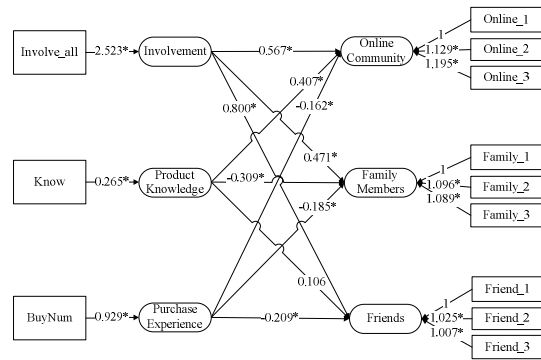 Involve_all
2.523*
Involvement
0.567*
Online
Community
1
Online_1
1.129*
Online_2
1.195*
Online_3
0.407*
-0.162*
0.800*
0.471*
Know
0.265*
Product
Knowledge
-0.309*
Family
Members
1
Family_1
1.096*
Family_2
1.089*
Family_3
-0.185*
0.106
BuyNum
0.929*
Purchase
Experience
-0.209*
Friends
1
Friend_1
1.025*
Friend_2
1.007*
Friend_3